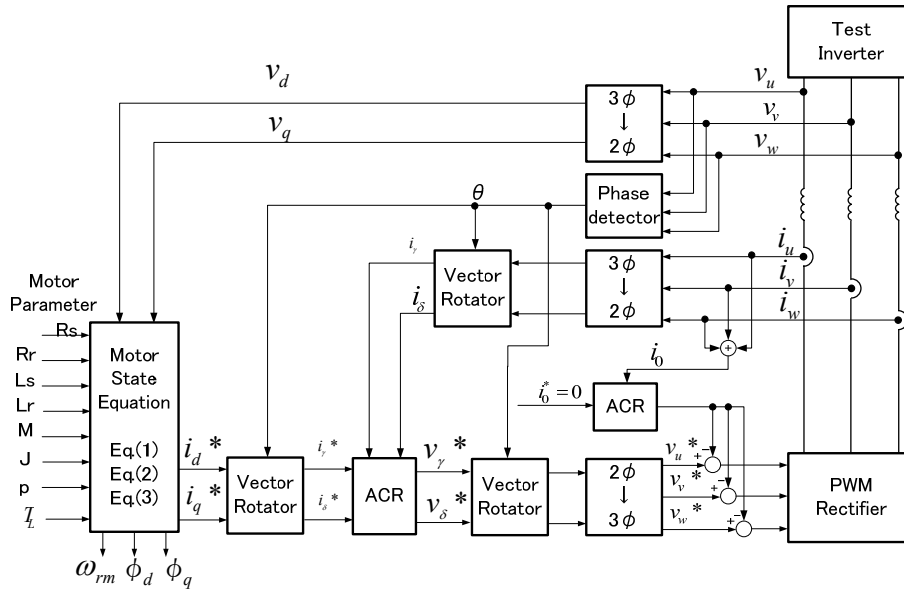 Test
Inverter
v_d
v_q
3φ
↓
2φ
v_u
v_v
v_w
θ
Phase
detector
i_γ
i_δ
Vector
Rotator
3φ
↓
2φ
i_u
i_v
i_w
+
i_0
i_0^*=0
ACR
Motor
Parameter
Rs
Rr
Ls
Lr
M
J
p
T_L
Motor
State
Equation
Eq.(1)
Eq.(2)
Eq.(3)
i_d*
i_q*
Vector
Rotator
i_γ*
i_δ*
ACR
v_γ*
v_δ*
Vector
Rotator
2φ
↓
3φ
v_u*
v_v*
v_w*
+ −
+ −
+ −
PWM
Rectifier
ω_rm φ_d φ_q